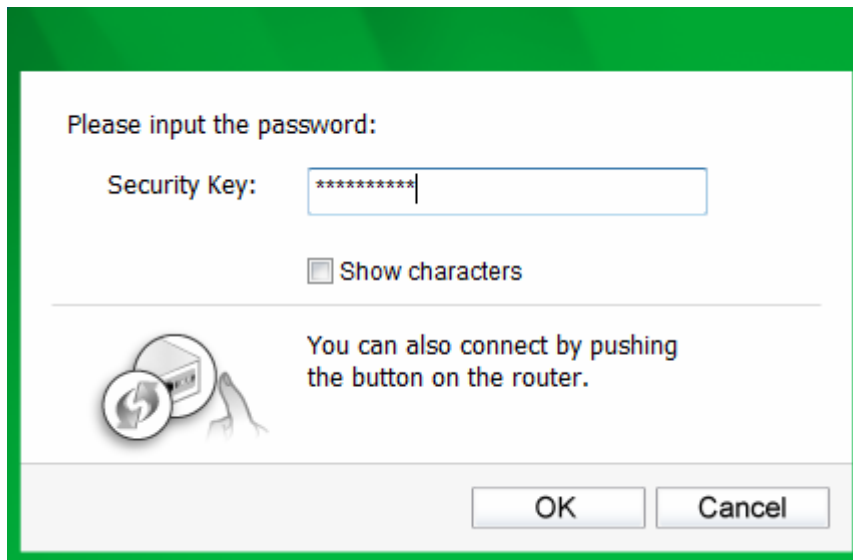 Please input the password:
Security Key: **********
Show characters
You can also connect by pushing
the button on the router.
OK Cancel